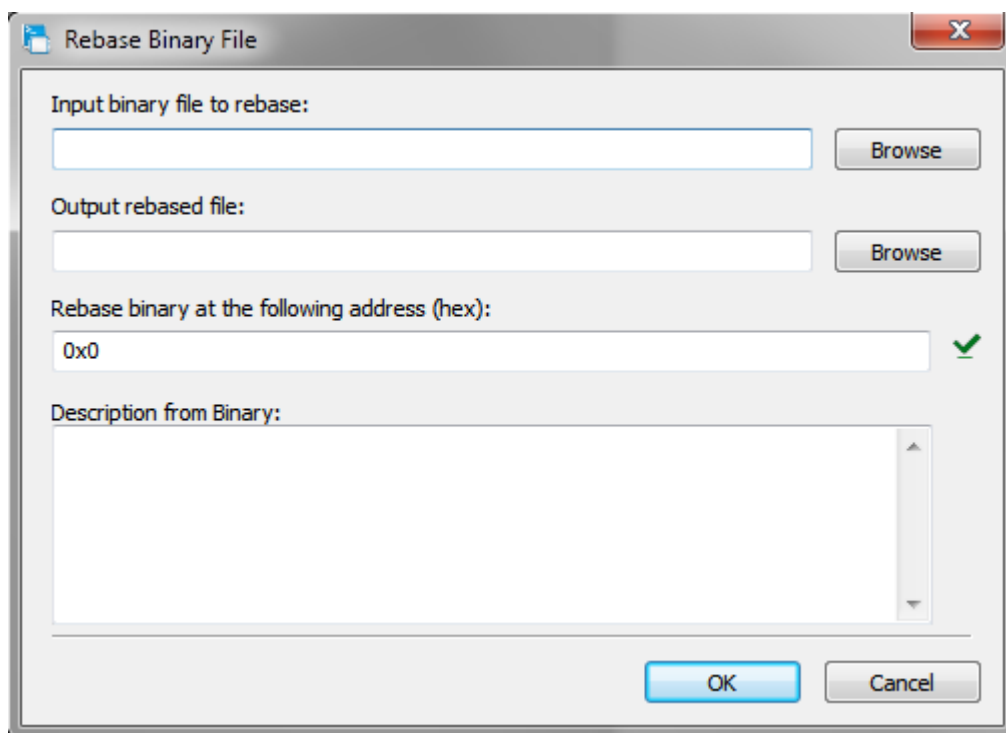 Rebase Binary File
Input binary file to rebase:
Browse
Output rebased file:
Browse
Rebase binary at the following address (hex):
0x0
Description from Binary:
OK Cancel